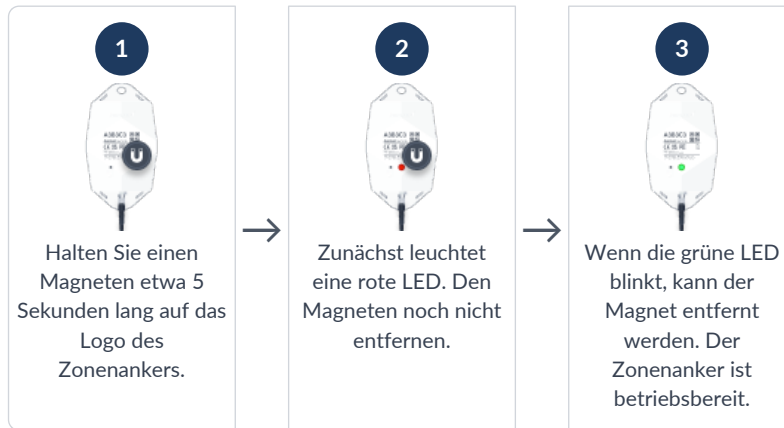 1
Halten Sie einen
Magneten etwa 5
Sekunden lang auf das
Logo des
Zonenankers.
2
Zunächst leuchtet
eine rote LED. Den
Magneten noch nicht
entfernen.
3
Wenn die grüne LED
blinkt, kann der
Magnet entfernt
werden. Der
Zonenanker ist
betriebsbereit.